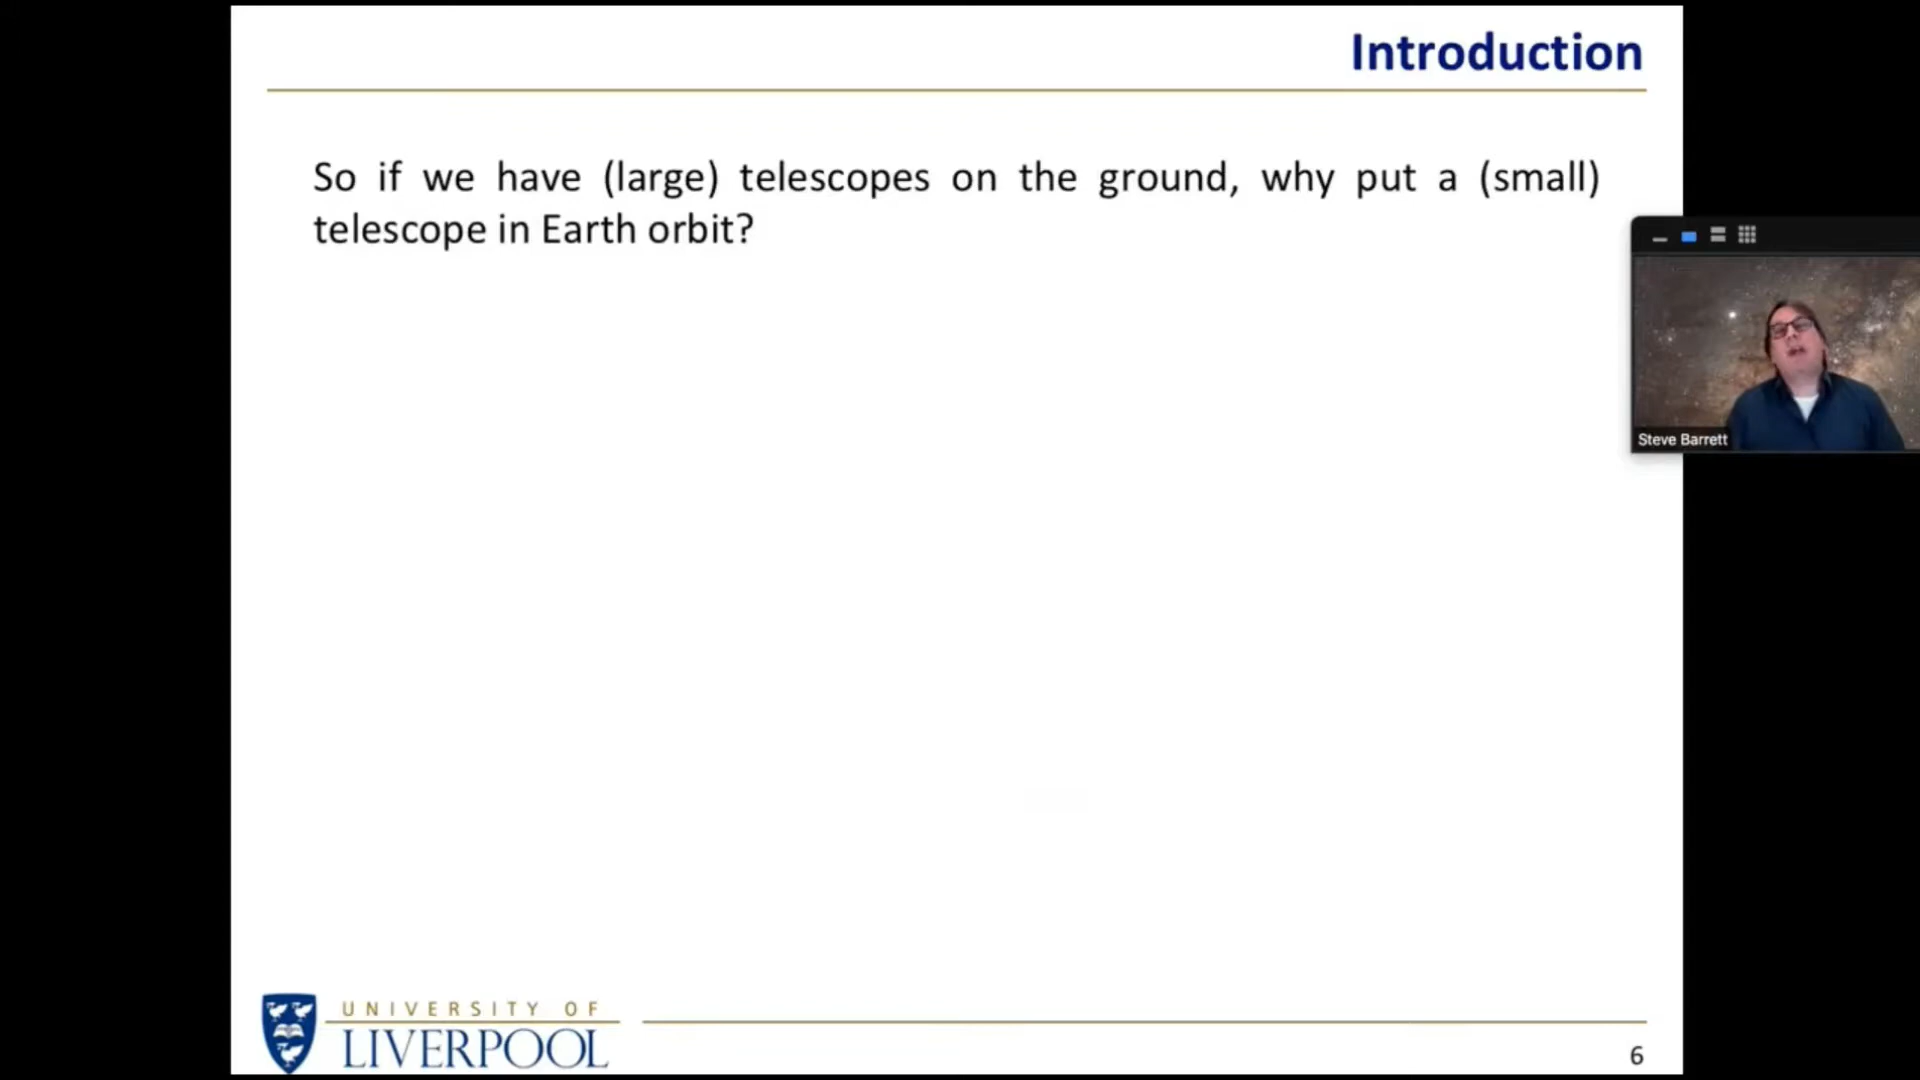 Introduction
So if we have (large) telescopes on the ground, why put a (small)
telescope in Earth orbit?
Steve Barrett
UNIVERSITY OF
LIVERPOOL
6